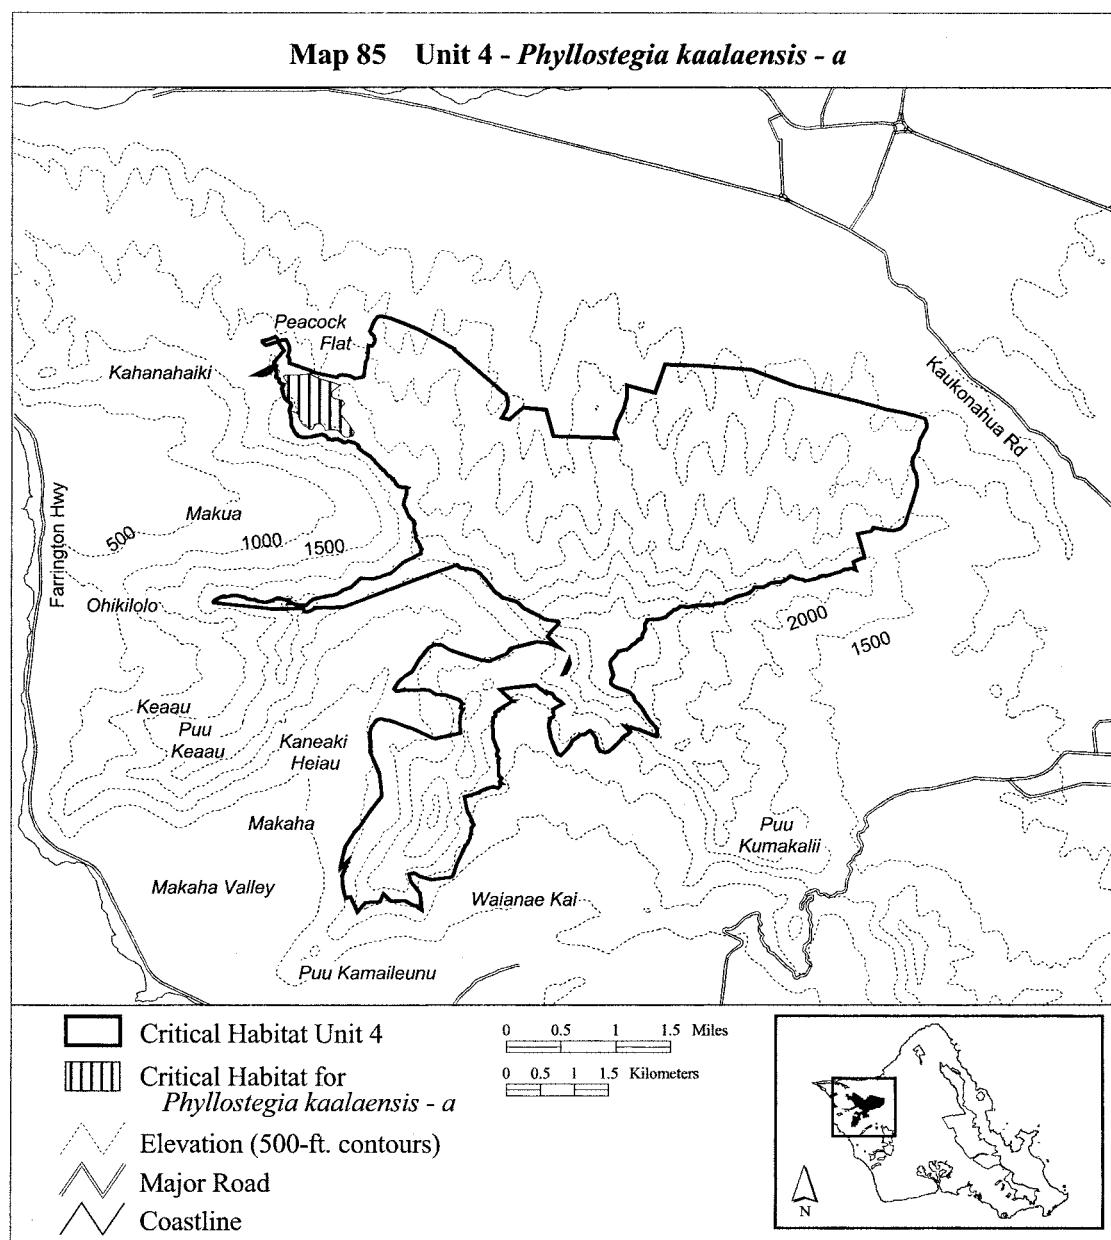 Map 85 Unit 4 - Phyllostegia kaalaensis - a
Peacock
Flat
Kahanahaiki
Kaukonahua Rd
Farrington Hwy
Makua
500
1000
1500
Ohikilolo
2000
1500
Keaau
Puu
Keaau
Kaneaki
Heiau
Makaha
Puu
Kumakalii
Makaha Valley
Waianae Kai
Puu Kamaileunu
Critical Habitat Unit 4
Critical Habitat for
Phyllostegia kaalaensis - a
Elevation (500-ft. contours)
Major Road
Coastline
0 0.5 1 1.5 Miles
0 0.5 1 1.5 Kilometers
N